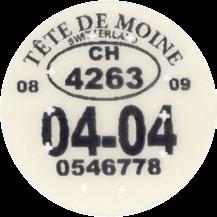 TÊTE DE MOINE
SWITZERLAND
CH
4263
08 09
04-04
0546778